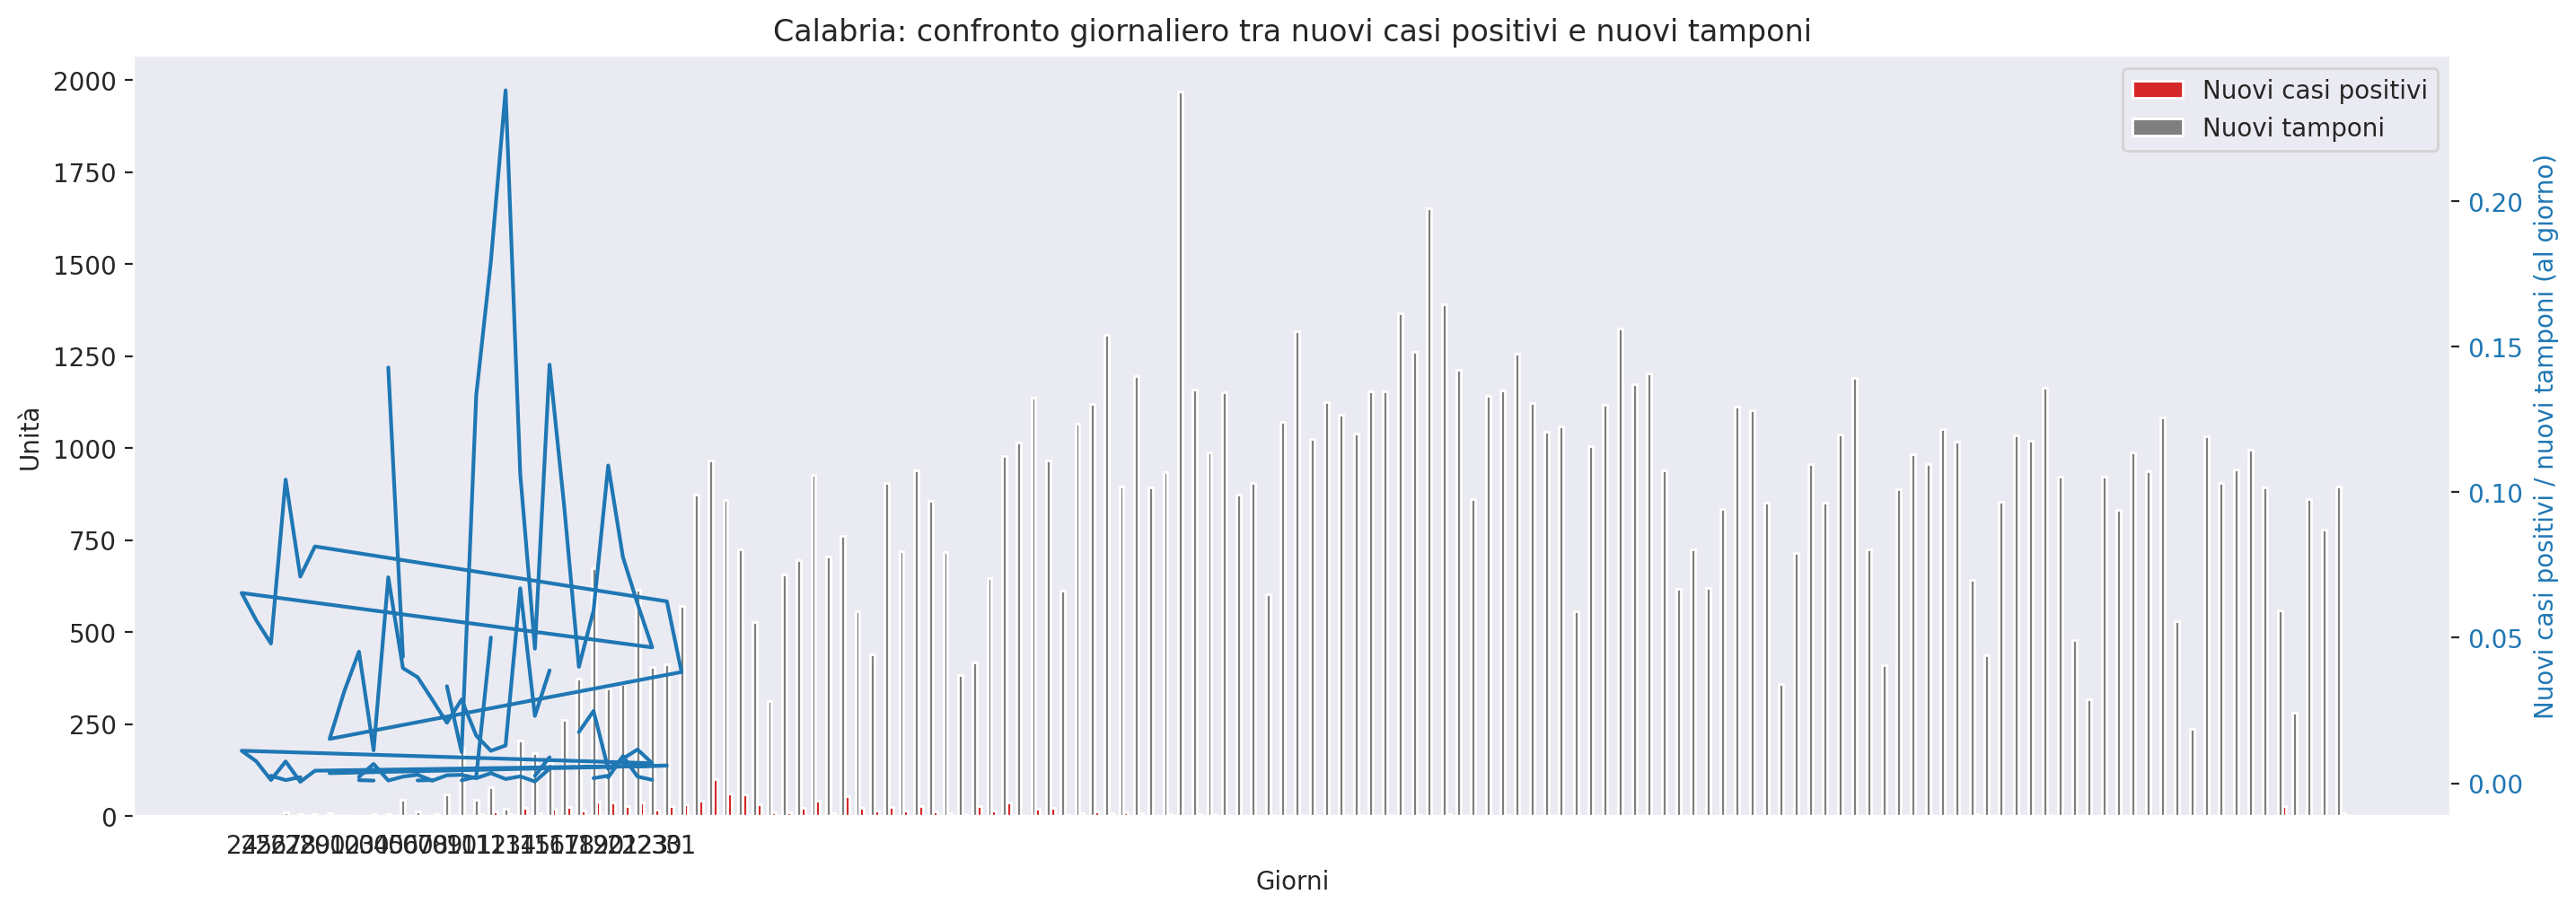 Calabria: confronto giornaliero tra nuovi casi positivi e nuovi tamponi
Nuovi casi positivi
Nuovi tamponi
2000
1750
1500
1250
1000
750
500
250
0
Unità
0.20
0.15
0.10
0.05
0.00
Nuovi casi positivi / nuovi tamponi (al giorno)
Giorni